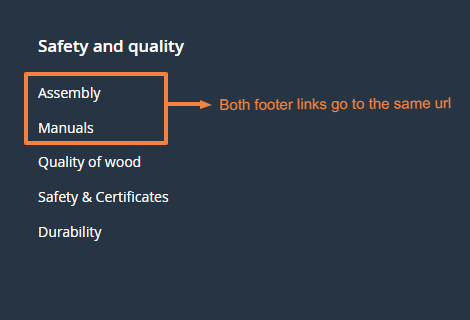 Safety and quality
Assembly
Both footer links go to the same url
Manuals
Quality of wood
Safety & Certificates
Durability